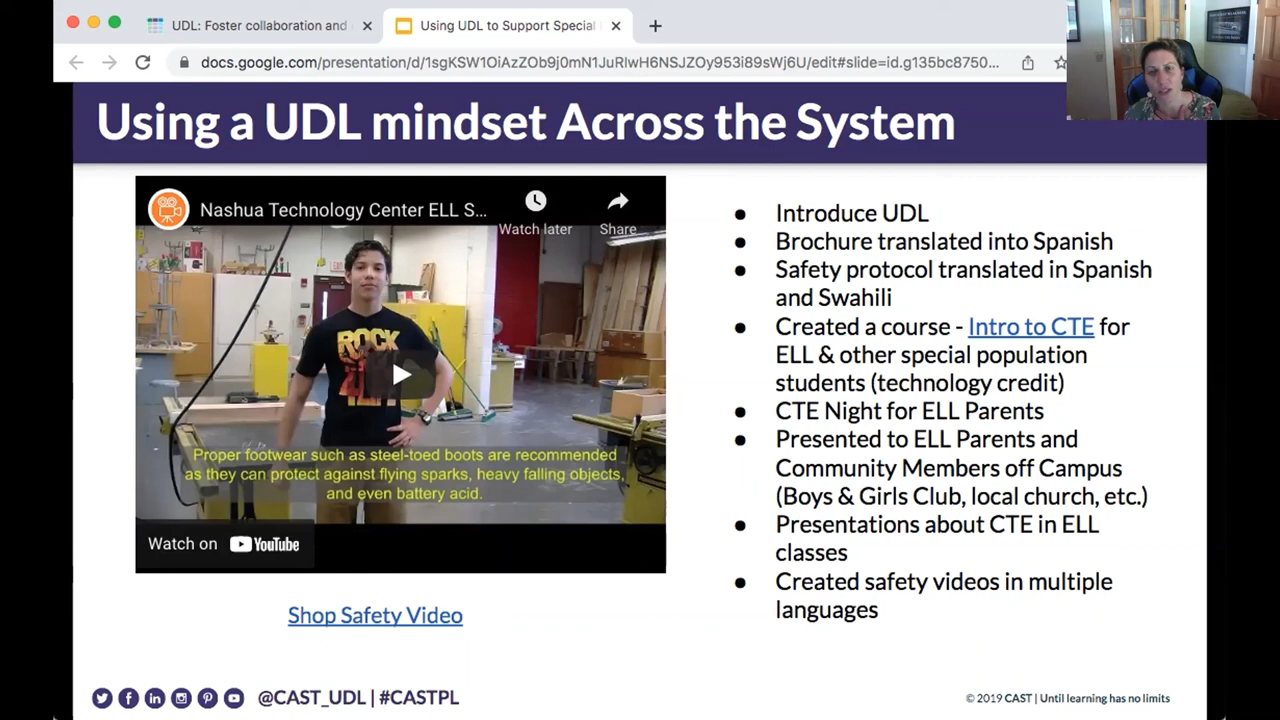 UDL: Foster collaboration and
Using UDL to Support Special
docs.google.com/presentation/d/1sgKSW1OiAzZOb9j0mN1JuRlwH6NSJZOy953i89sWj6U/edit#slide=id.g135bc8750...
Using a UDL mindset Across the System
Nashua Technology Center ELL S...
Watch later
Share
ROCK
Proper footwear such as steel-toed boots are recommended
as they can protect against flying sparks, heavy falling objects,
and even battery acid.
Watch on YouTube
Shop Safety Video
● Introduce UDL
● Brochure translated into Spanish
● Safety protocol translated in Spanish
and Swahili
● Created a course - Intro to CTE for
ELL & other special population
students (technology credit)
● CTE Night for ELL Parents
● Presented to ELL Parents and
Community Members off Campus
(Boys & Girls Club, local church, etc.)
● Presentations about CTE in ELL
classes
● Created safety videos in multiple
languages
@CAST_UDL | #CASTPL
© 2019 CAST | Until learning has no limits